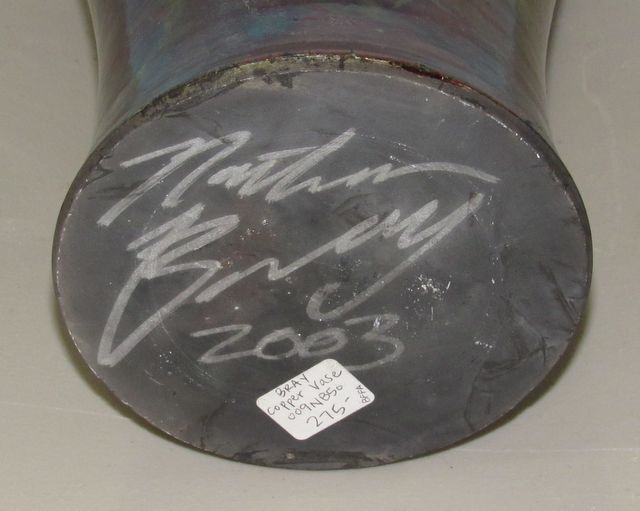 Nathan
Bray
2003
BRAY
copper Vase
009NB50
275-